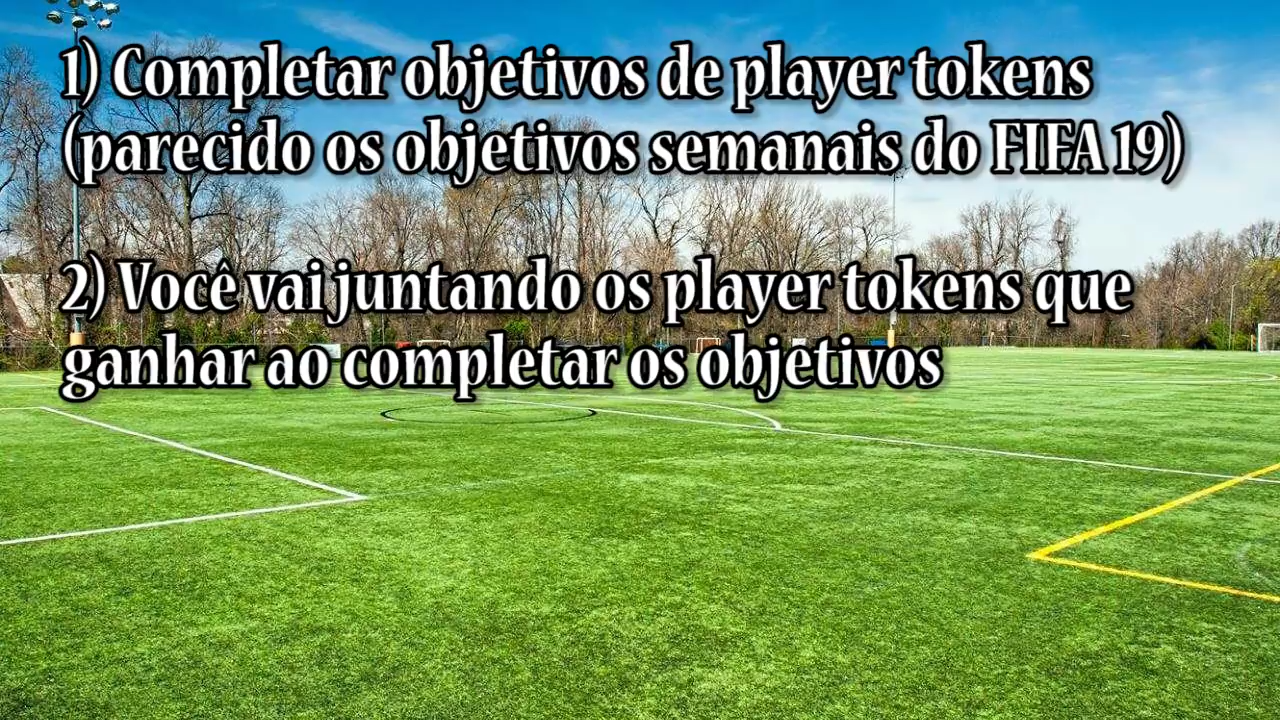 1) Completar objetivos de player tokens
(parecido os objetivos semanais do FIFA 19)
2) Você vai juntando os player tokens que
ganhar ao completar os objetivos